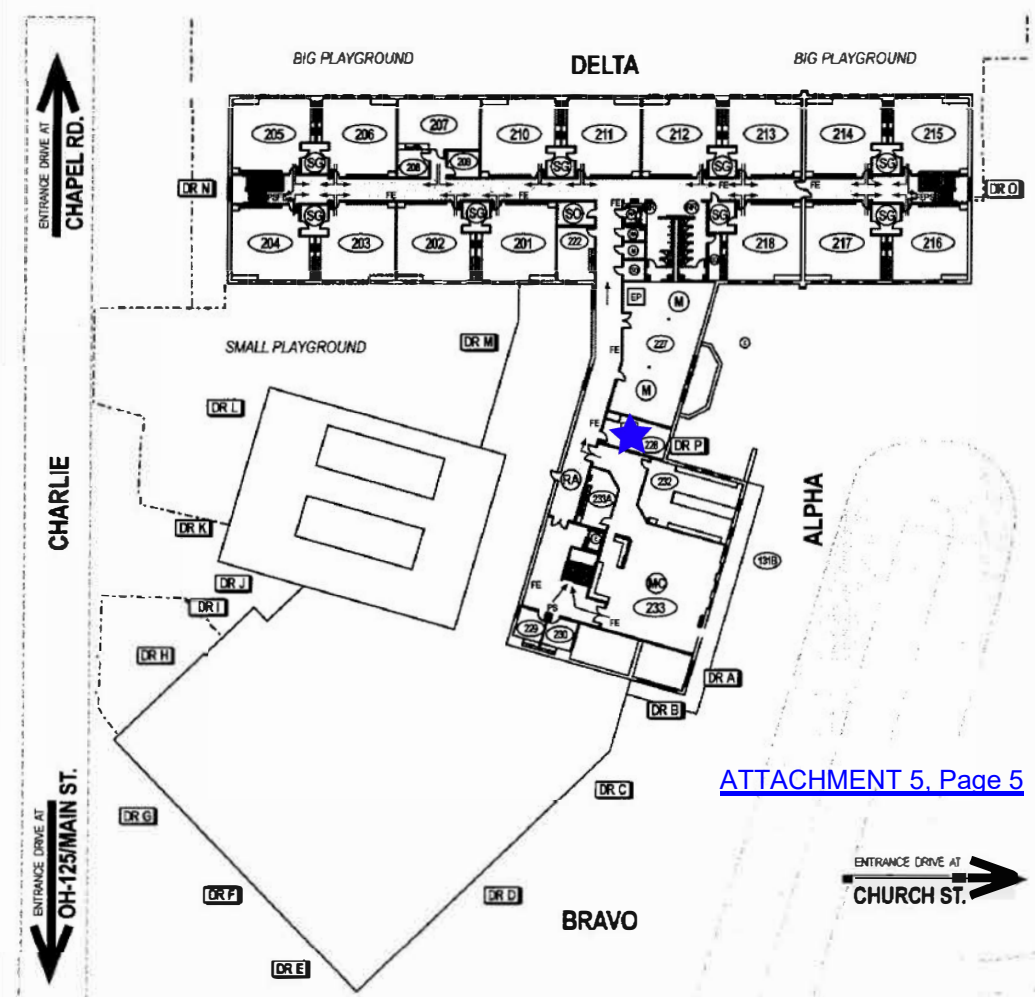 BIG PLAYGROUND
DELTA
BIG PLAYGROUND
ENTRANCE DRIVE AT
CHAPEL RD.
205
206
207
210
211
212
213
214
215
SG
208
209
SG
SG
SG
DR N
FE
FE
FE
FE
DR O
SG
SG
SO
FE
SG
SG
204
203
202
201
222
218
217
216
EP
M
SMALL PLAYGROUND
DR M
FE
227
M
DR L
FE
228
DR P
CHARLIE
RA
233A
232
ALPHA
DR K
131B
C
DR J
MC
DR I
FE
233
PS
FE
229
230
DR H
DR A
DR B
ENTRANCE DRIVE AT
OH-125/MAIN ST.
ATTACHMENT 5, Page 5
DR C
DR G
ENTRANCE DRIVE AT
CHURCH ST.
DR F
DR D
BRAVO
DR E